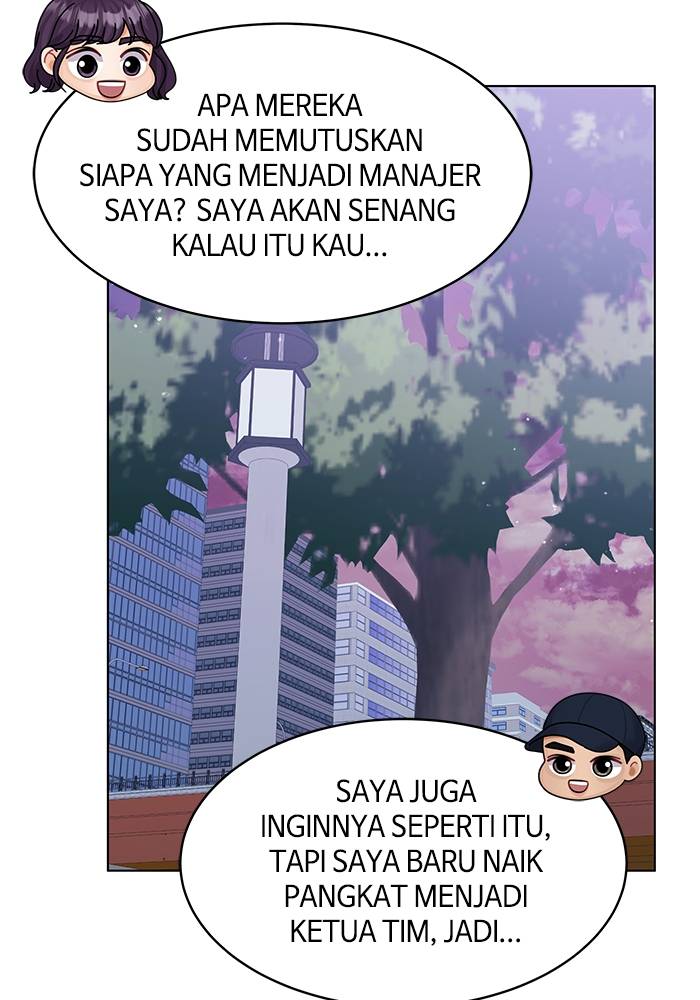 APA MEREKA
SUDAH MEMUTUSKAN
SIAPA YANG MENJADI MANAJER
SAYA? SAYA AKAN SENANG
KALAU ITU KAU...
SAYA JUGA
INGINNYA SEPERTI ITU,
TAPI SAYA BARU NAIK
PANGKAT MENJADI
KETUA TIM, JADI...